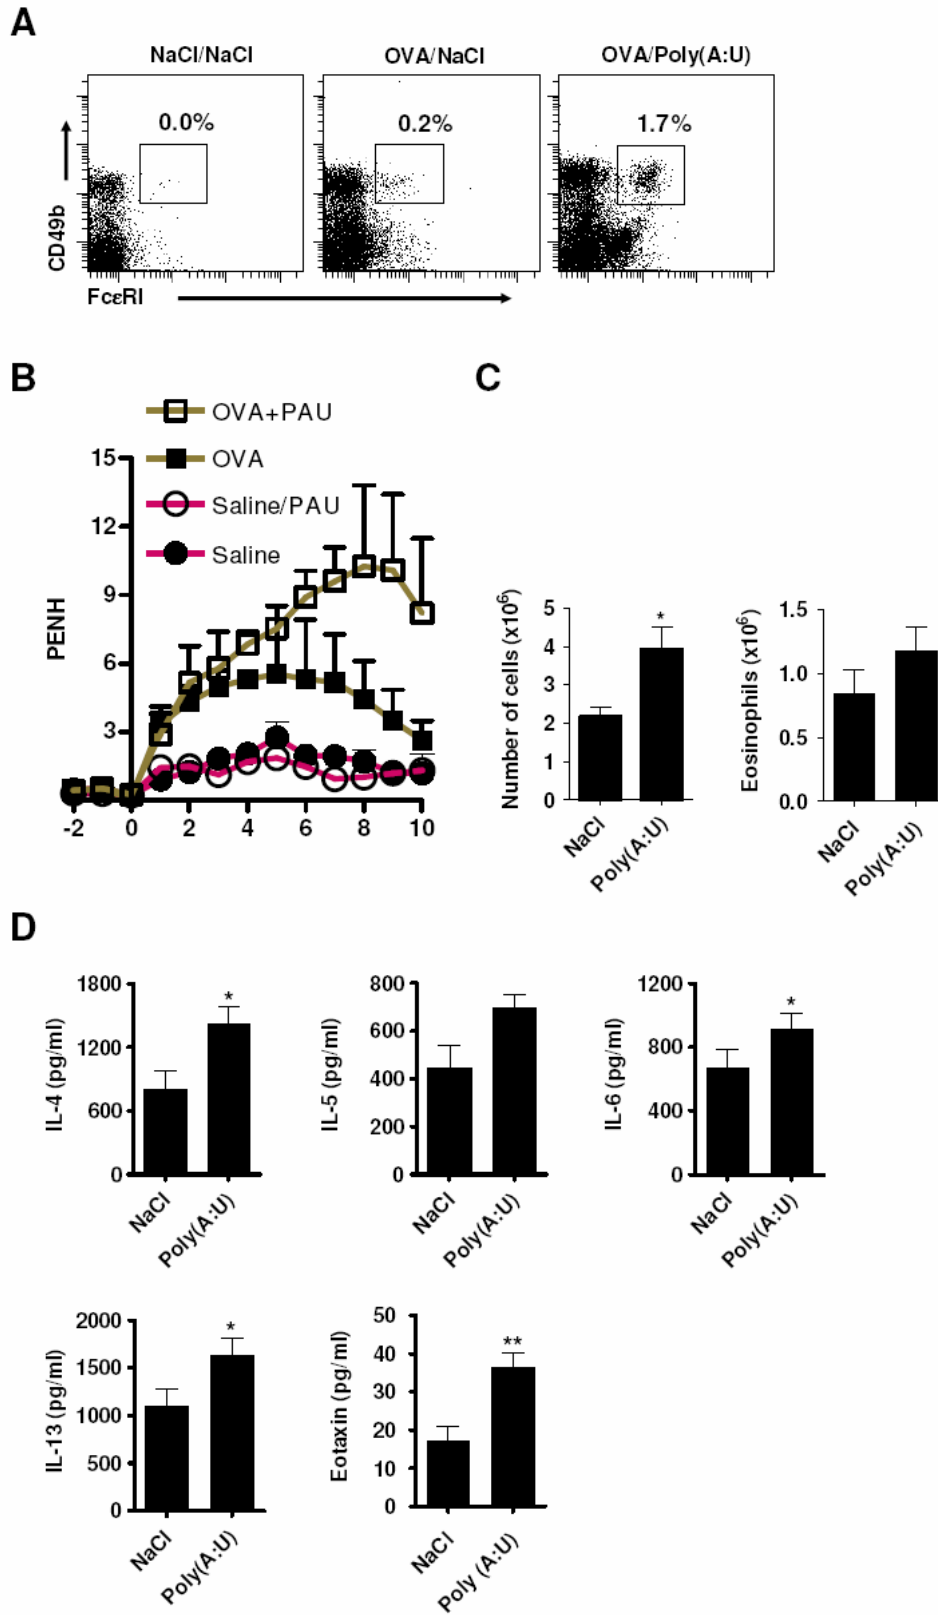 A
NaCl/NaCl OVA/NaCl OVA/Poly(A:U)
0.0% 0.2% 1.7%
CD49b
FcεRI
B
OVA+PAU
OVA
Saline/PAU
Saline
PENH
15
12
9
6
3
-2 0 2 4 6 8 10
C
Number of cells (x10⁶)
5
4
3
2
1
0
*
NaCl Poly(A:U)
Eosinophils (x10⁶)
1.5
1.0
0.5
0.0
NaCl Poly(A:U)
D
IL-4 (pg/ml)
1800
1200
600
0
*
NaCl Poly(A:U)
IL-5 (pg/ml)
800
600
400
200
0
NaCl Poly(A:U)
IL-6 (pg/ml)
1200
800
400
0
*
NaCl Poly(A:U)
IL-13 (pg/ml)
2000
1500
1000
500
0
*
NaCl Poly(A:U)
Eotaxin (pg/ml)
50
40
30
20
10
0
**
NaCl Poly (A:U)